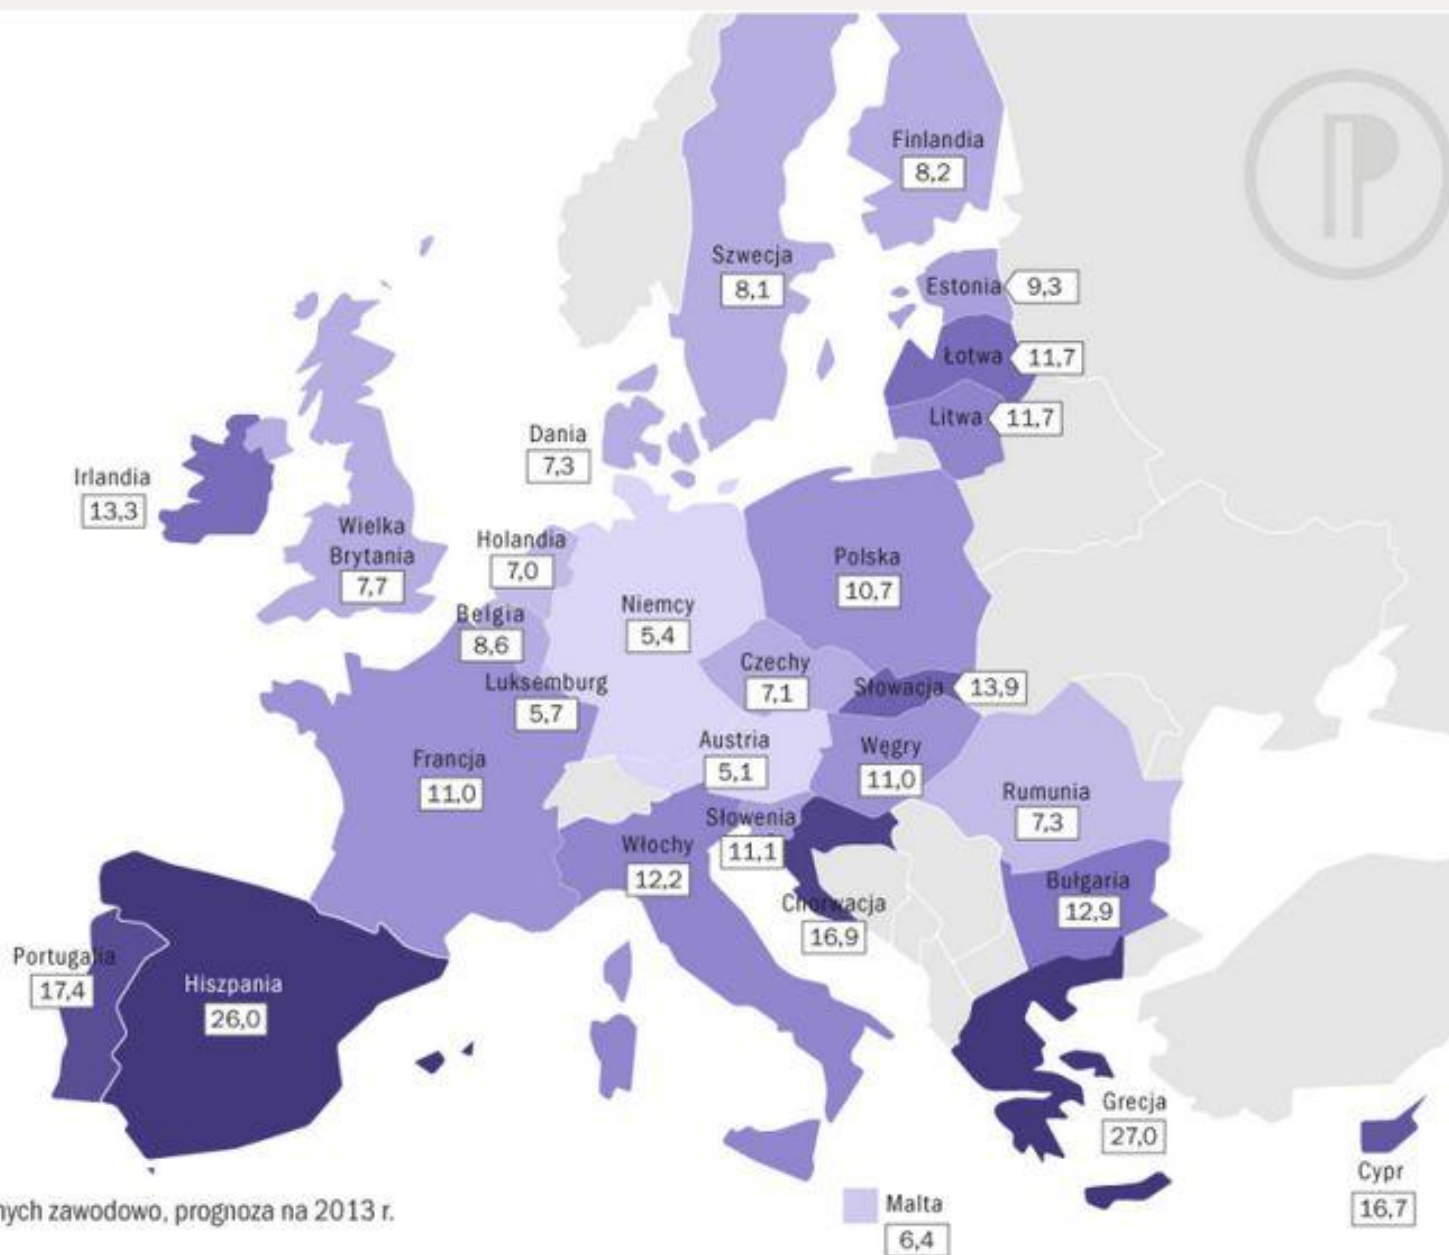 Finlandia
8,2
Szwecja
8,1
Estonia
9,3
Łotwa
11,7
Litwa
11,7
Dania
7,3
Irlandia
13,3
Wielka
Brytania
7,7
Holandia
7,0
Polska
10,7
Niemcy
5,4
Belgia
8,6
Czechy
7,1
Słowacja
13,9
Luksemburg
5,7
Austria
5,1
Węgry
11,0
Francja
11,0
Rumunia
7,3
Słowenia
11,1
Włochy
12,2
Bułgaria
12,9
Chorwacja
16,9
Portugalia
17,4
Hiszpania
26,0
Grecja
27,0
Cypr
16,7
Malta
6,4
nych zawodowo, prognoza na 2013 r.